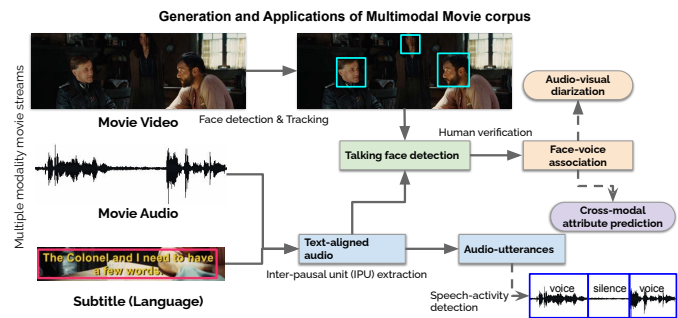 Generation and Applications of Multimodal Movie corpus
Multiple modality movie streams
Movie Video
Face detection & Tracking
Audio-visual
diarization
Human verification
Talking face detection
Face-voice
association
Movie Audio
Cross-modal
attribute prediction
Text-aligned
audio
Audio-utterances
The Colonel and I need to have
a few words.
Inter-pausal unit (IPU) extraction
Subtitle (Language)
Speech-activity
detection
voice silence voice